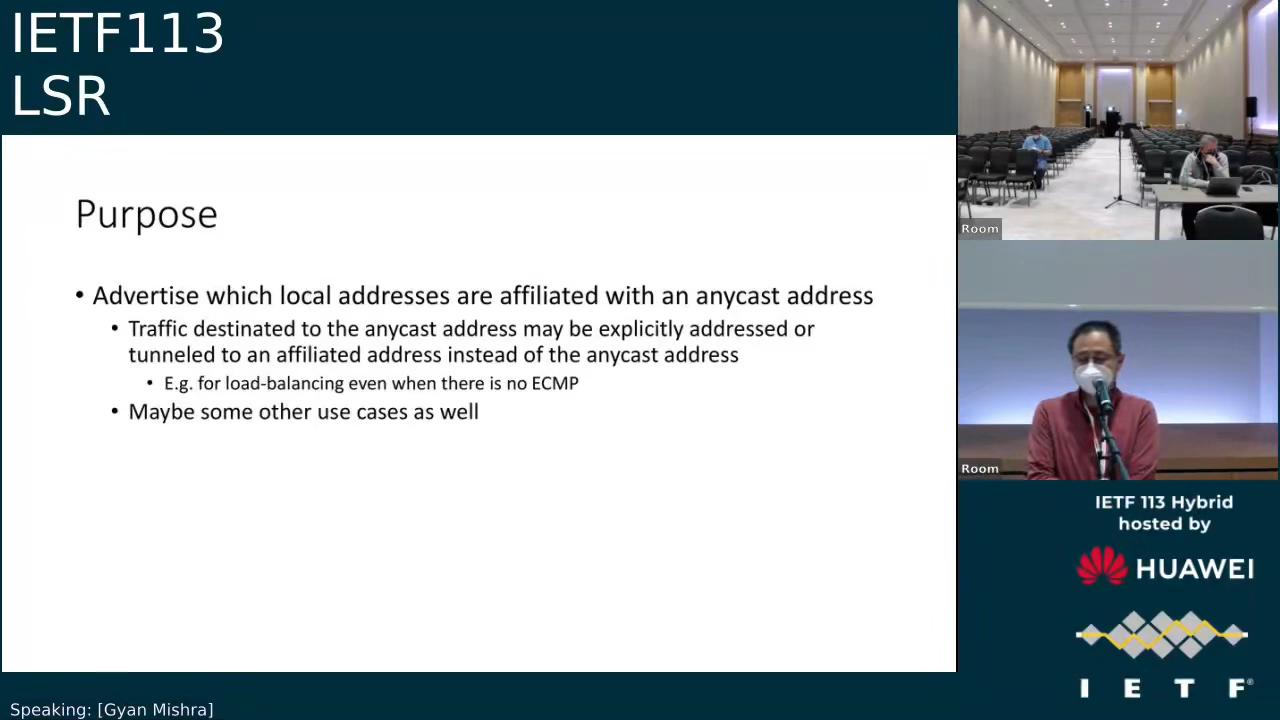 IETF113
LSR
Purpose
• Advertise which local addresses are affiliated with an anycast address
• Traffic destinated to the anycast address may be explicitly addressed or
tunneled to an affiliated address instead of the anycast address
• E.g. for load-balancing even when there is no ECMP
• Maybe some other use cases as well
Room
Room
IETF 113 Hybrid
hosted by
HUAWEI
I E T F®
Speaking: [Gyan Mishra]